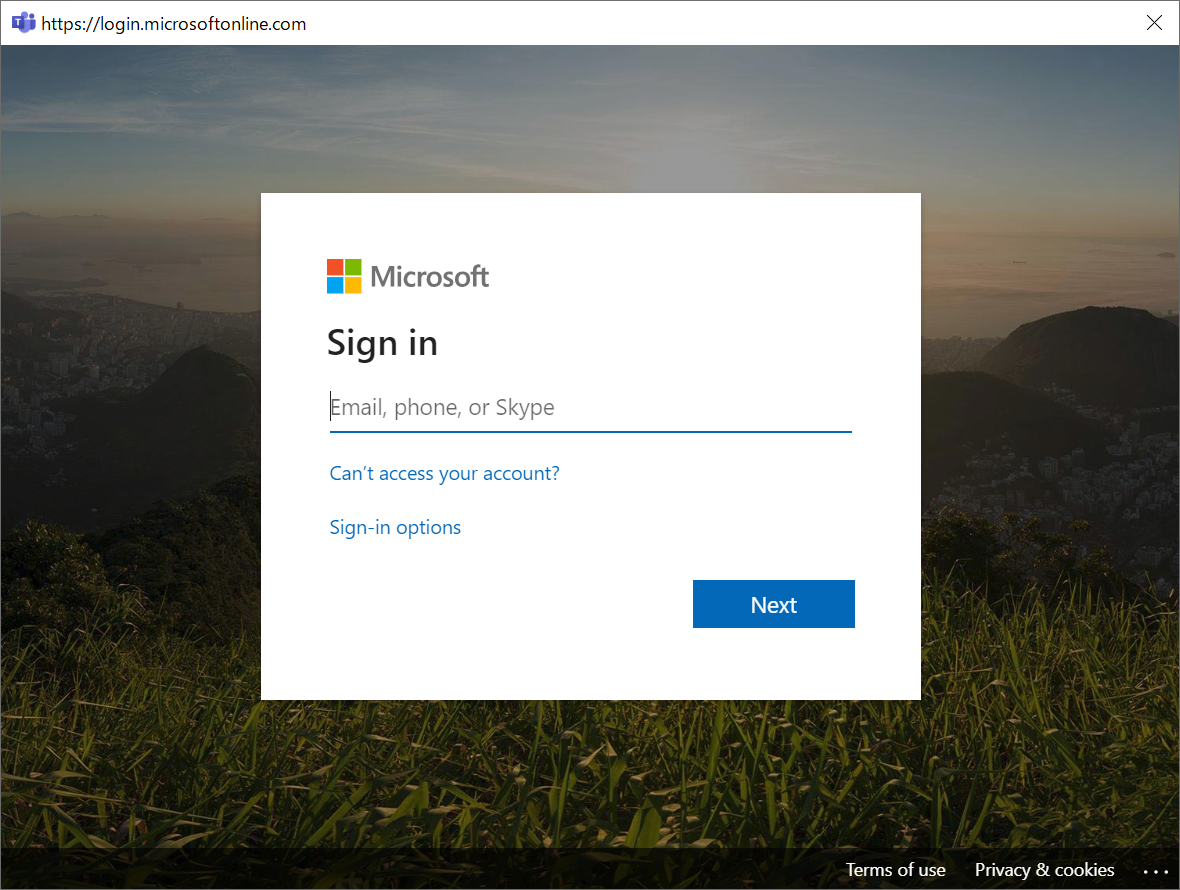 https://login.microsoftonline.com
Microsoft
Sign in
Email, phone, or Skype
Can't access your account?
Sign-in options
Next
Terms of use Privacy & cookies ...